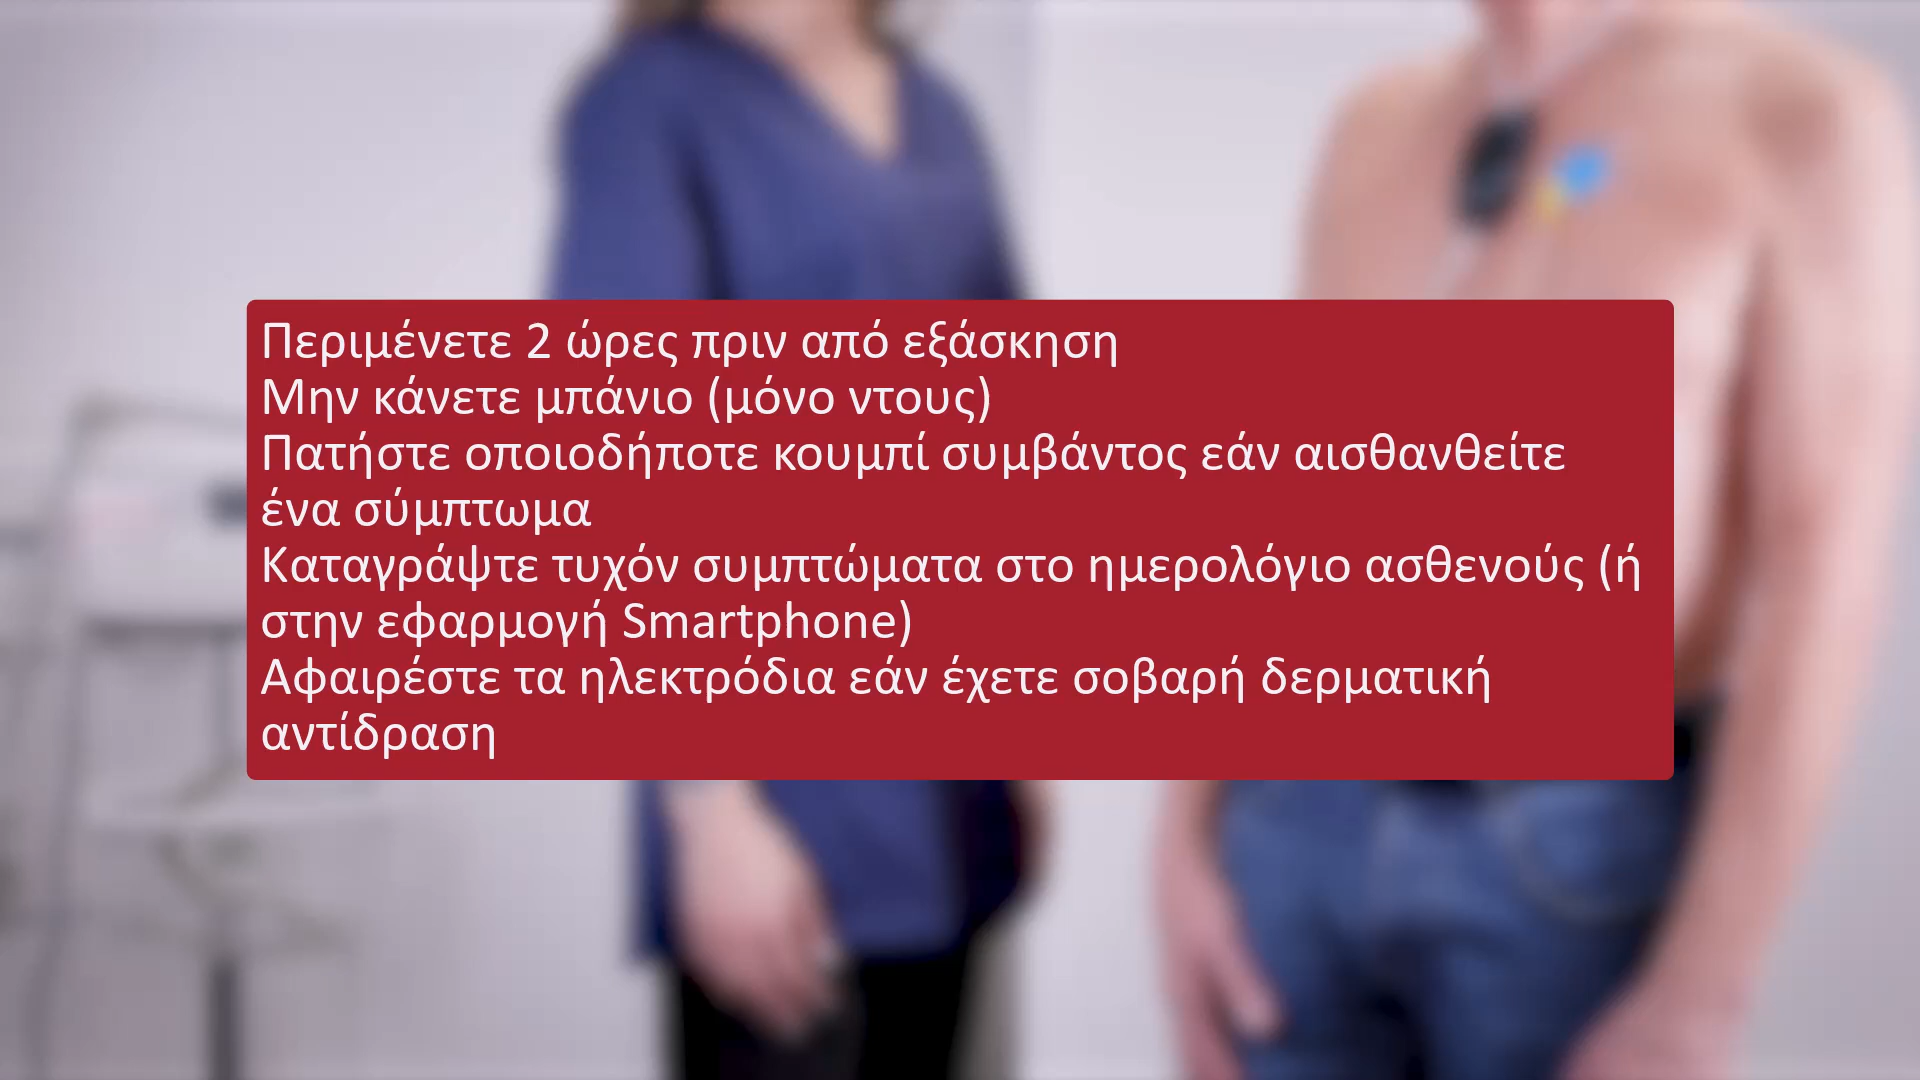 Περιμένετε 2 ώρες πριν από εξάσκηση
Μην κάνετε μπάνιο (μόνο ντους)
Πατήστε οποιοδήποτε κουμπί συμβάντος εάν αισθανθείτε
ένα σύμπτωμα
Καταγράψτε τυχόν συμπτώματα στο ημερολόγιο ασθενούς (ή
στην εφαρμογή Smartphone)
Αφαιρέστε τα ηλεκτρόδια εάν έχετε σοβαρή δερματική
αντίδραση